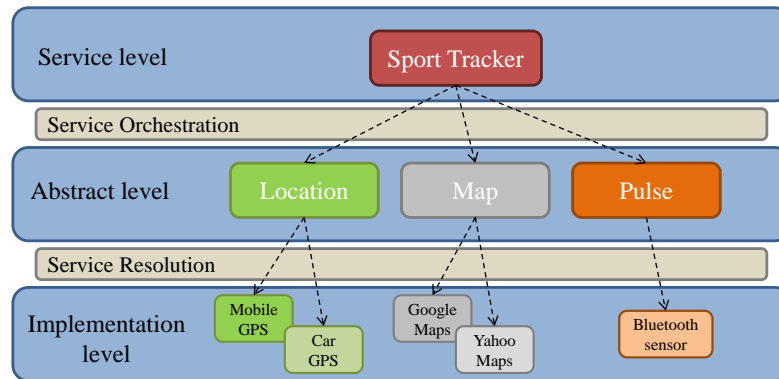 Service level
Sport Tracker
Service Orchestration
Abstract level
Location
Map
Pulse
Service Resolution
Implementation
level
Mobile
GPS
Car
GPS
Google
Maps
Yahoo
Maps
Bluetooth
sensor